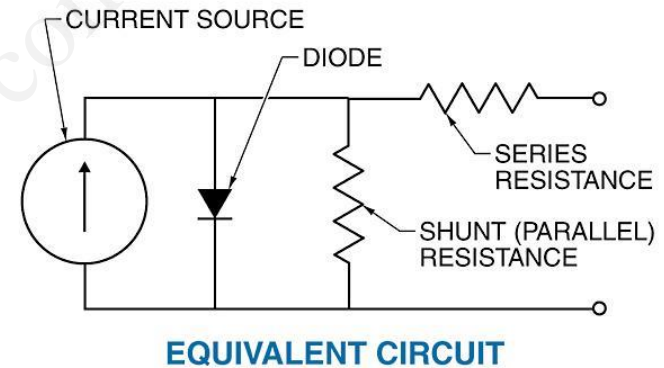 CURRENT SOURCE
DIODE
SERIES
RESISTANCE
SHUNT (PARALLEL)
RESISTANCE
EQUIVALENT CIRCUIT